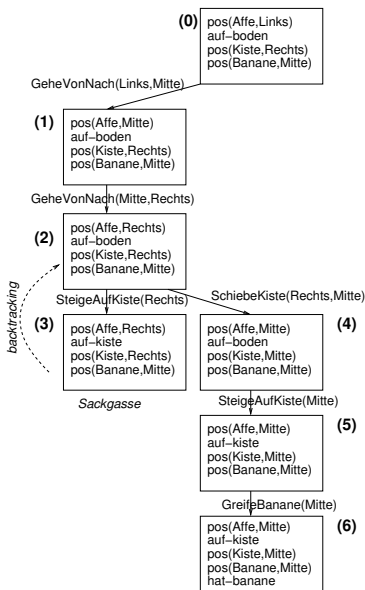 (0)
pos(Affe,Links)
auf−boden
pos(Kiste,Rechts)
pos(Banane,Mitte)
GeheVonNach(Links,Mitte)
(1)
pos(Affe,Mitte)
auf−boden
pos(Kiste,Rechts)
pos(Banane,Mitte)
GeheVonNach(Mitte,Rechts)
(2)
pos(Affe,Rechts)
auf−boden
pos(Kiste,Rechts)
pos(Banane,Mitte)
backtracking
SteigeAufKiste(Rechts)
SchiebeKiste(Rechts,Mitte)
(3)
pos(Affe,Rechts)
auf−kiste
pos(Kiste,Rechts)
pos(Banane,Mitte)
Sackgasse
(4)
pos(Affe,Mitte)
auf−boden
pos(Kiste,Mitte)
pos(Banane,Mitte)
SteigeAufKiste(Mitte)
(5)
pos(Affe,Mitte)
auf−kiste
pos(Kiste,Mitte)
pos(Banane,Mitte)
GreifeBanane(Mitte)
(6)
pos(Affe,Mitte)
auf−kiste
pos(Kiste,Mitte)
pos(Banane,Mitte)
hat−banane